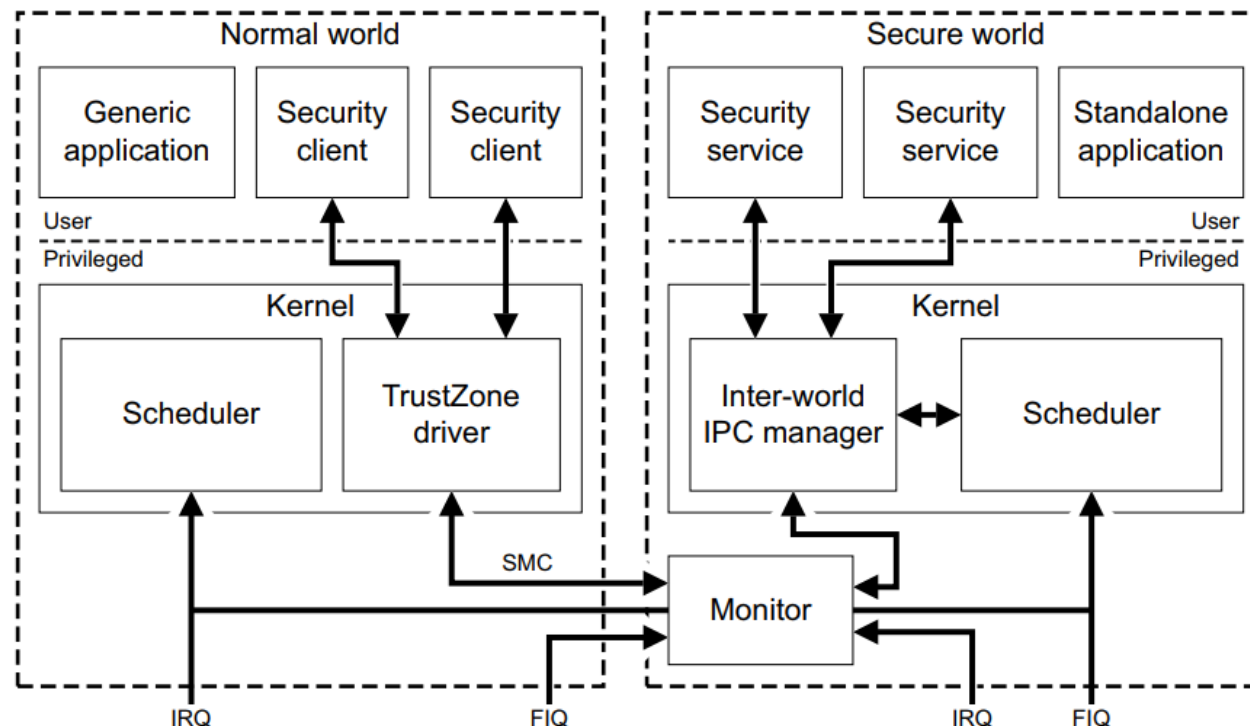 Normal world
Generic
application
Security
client
Security
client
User
Privileged
Kernel
Scheduler
TrustZone
driver
SMC
IRQ
FIQ
Secure world
Security
service
Security
service
Standalone
application
User
Privileged
Kernel
Inter-world
IPC manager
Scheduler
Monitor
IRQ
FIQ